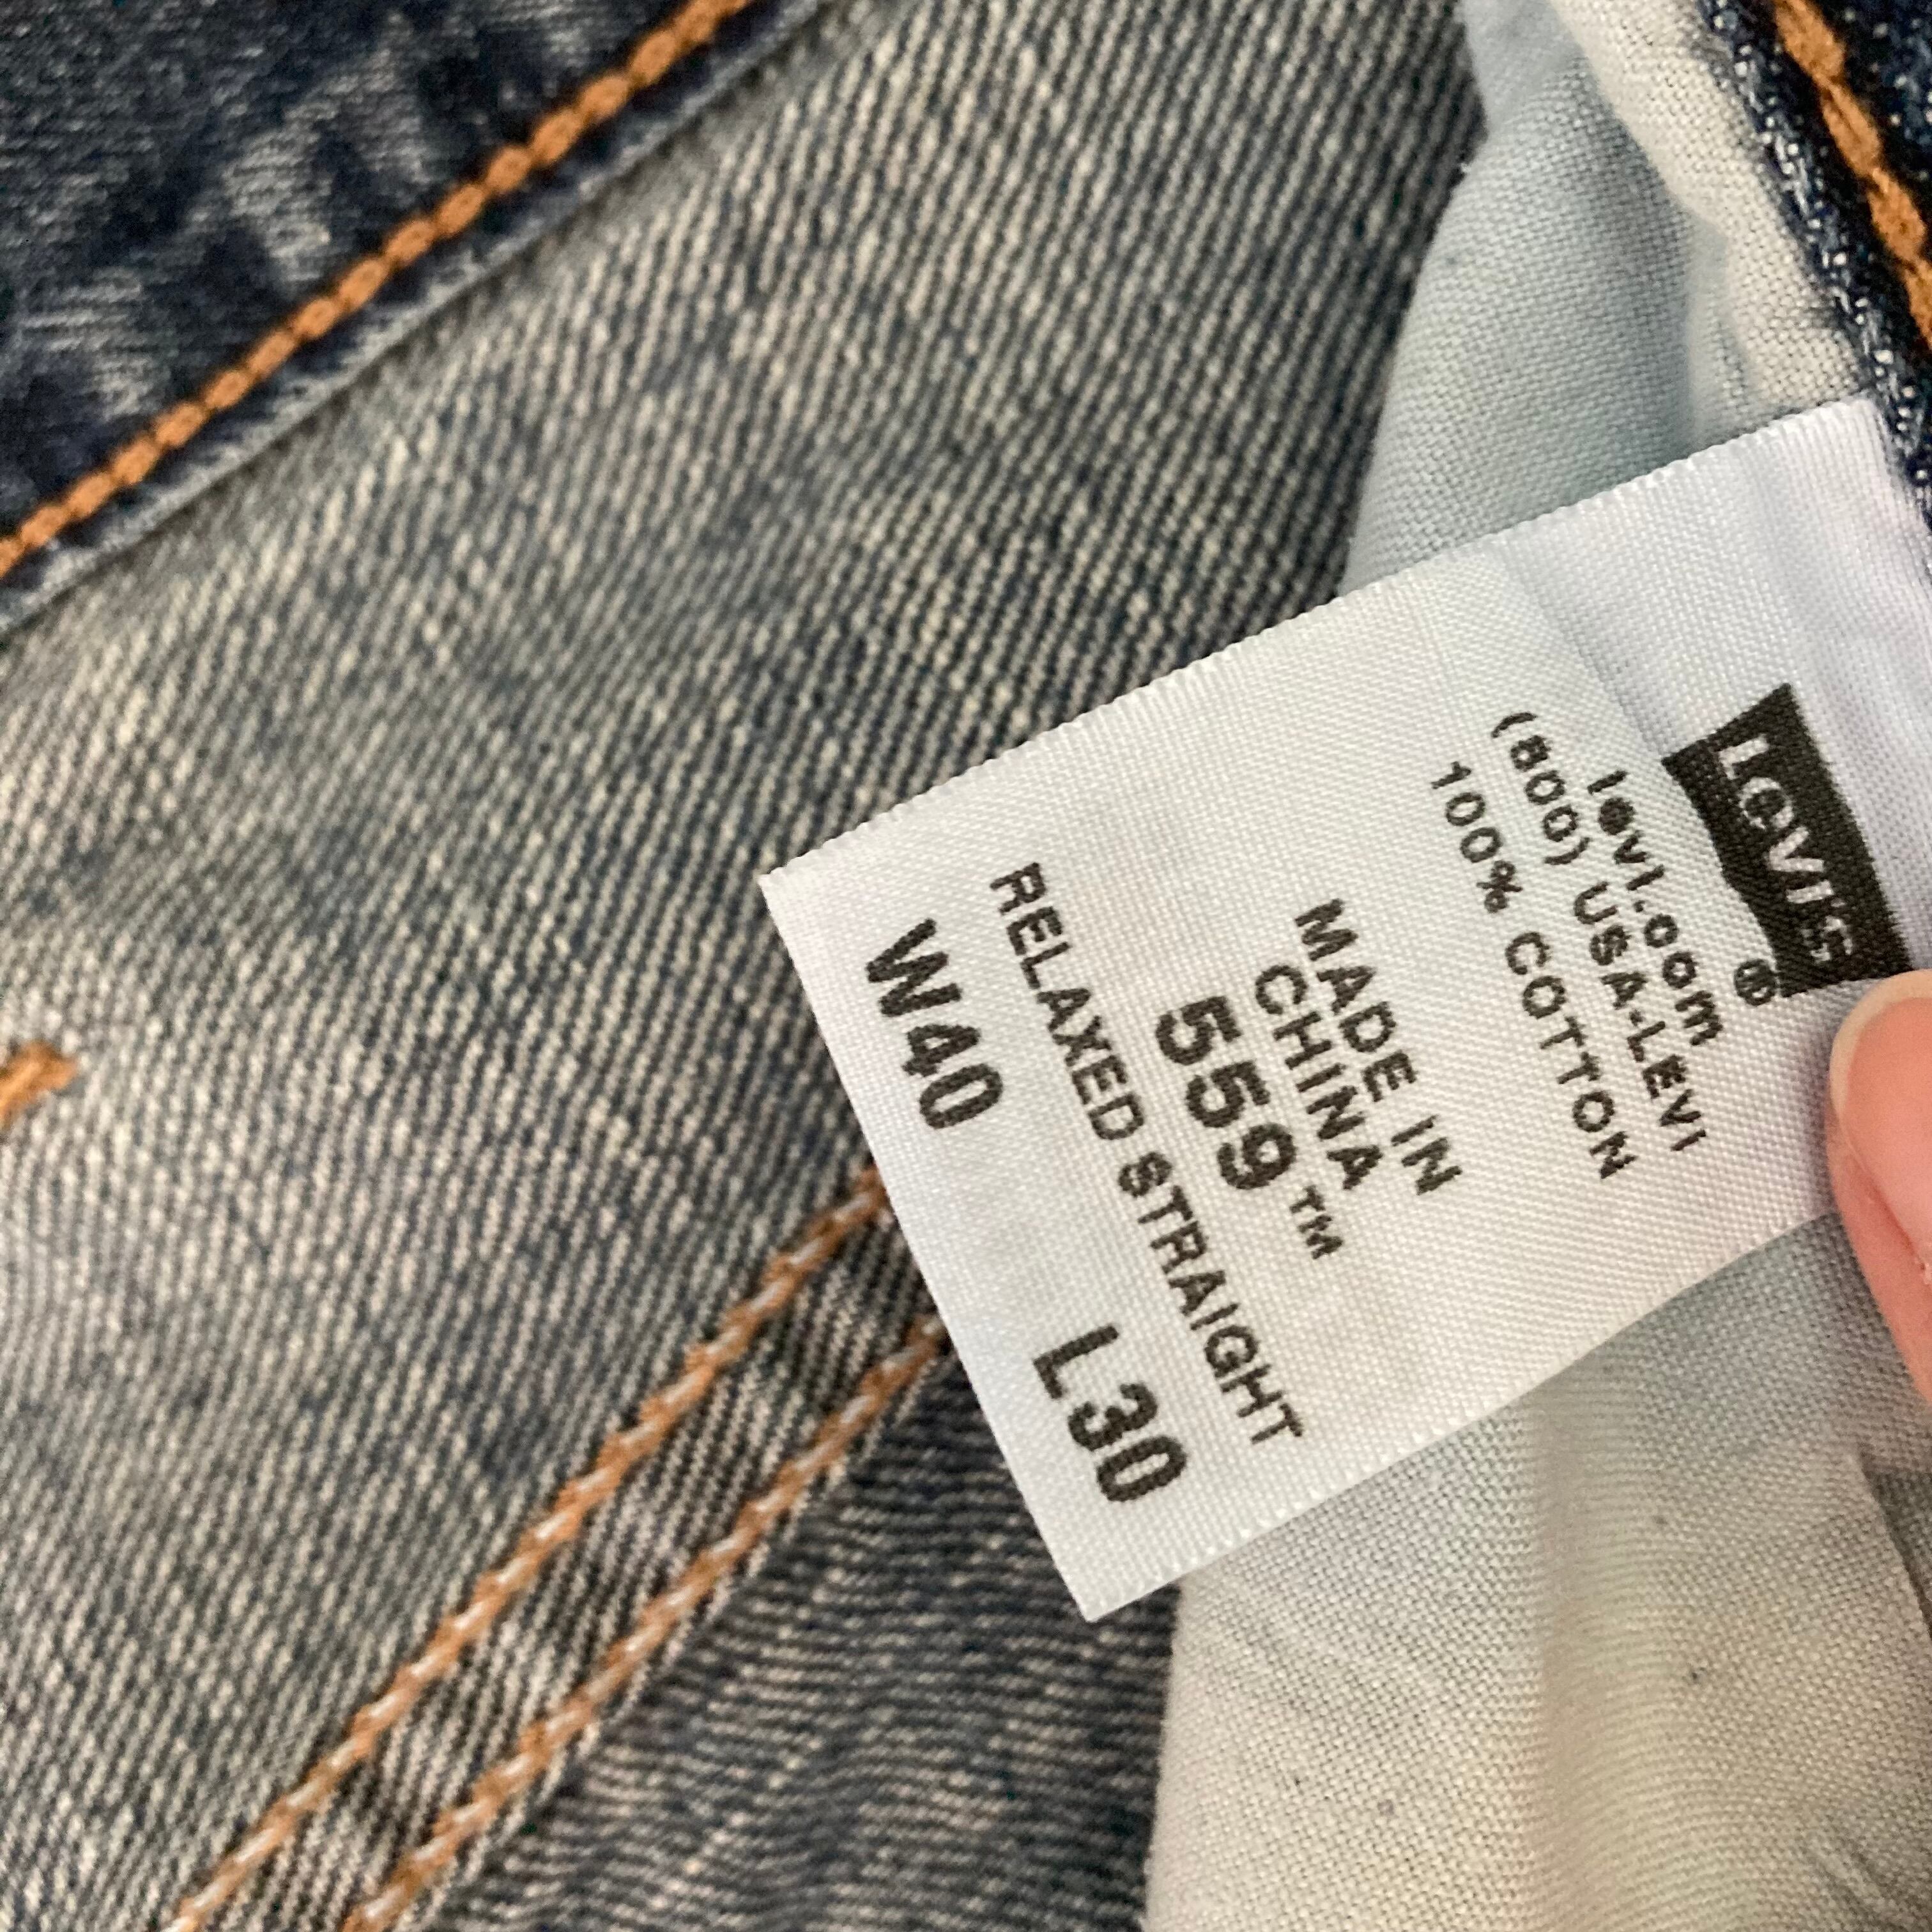 Levi's
®
levi.com
(800) USA-LEVI
100% COTTON
MADE IN
CHINA
559™
RELAXED STRAIGHT
W40 L30